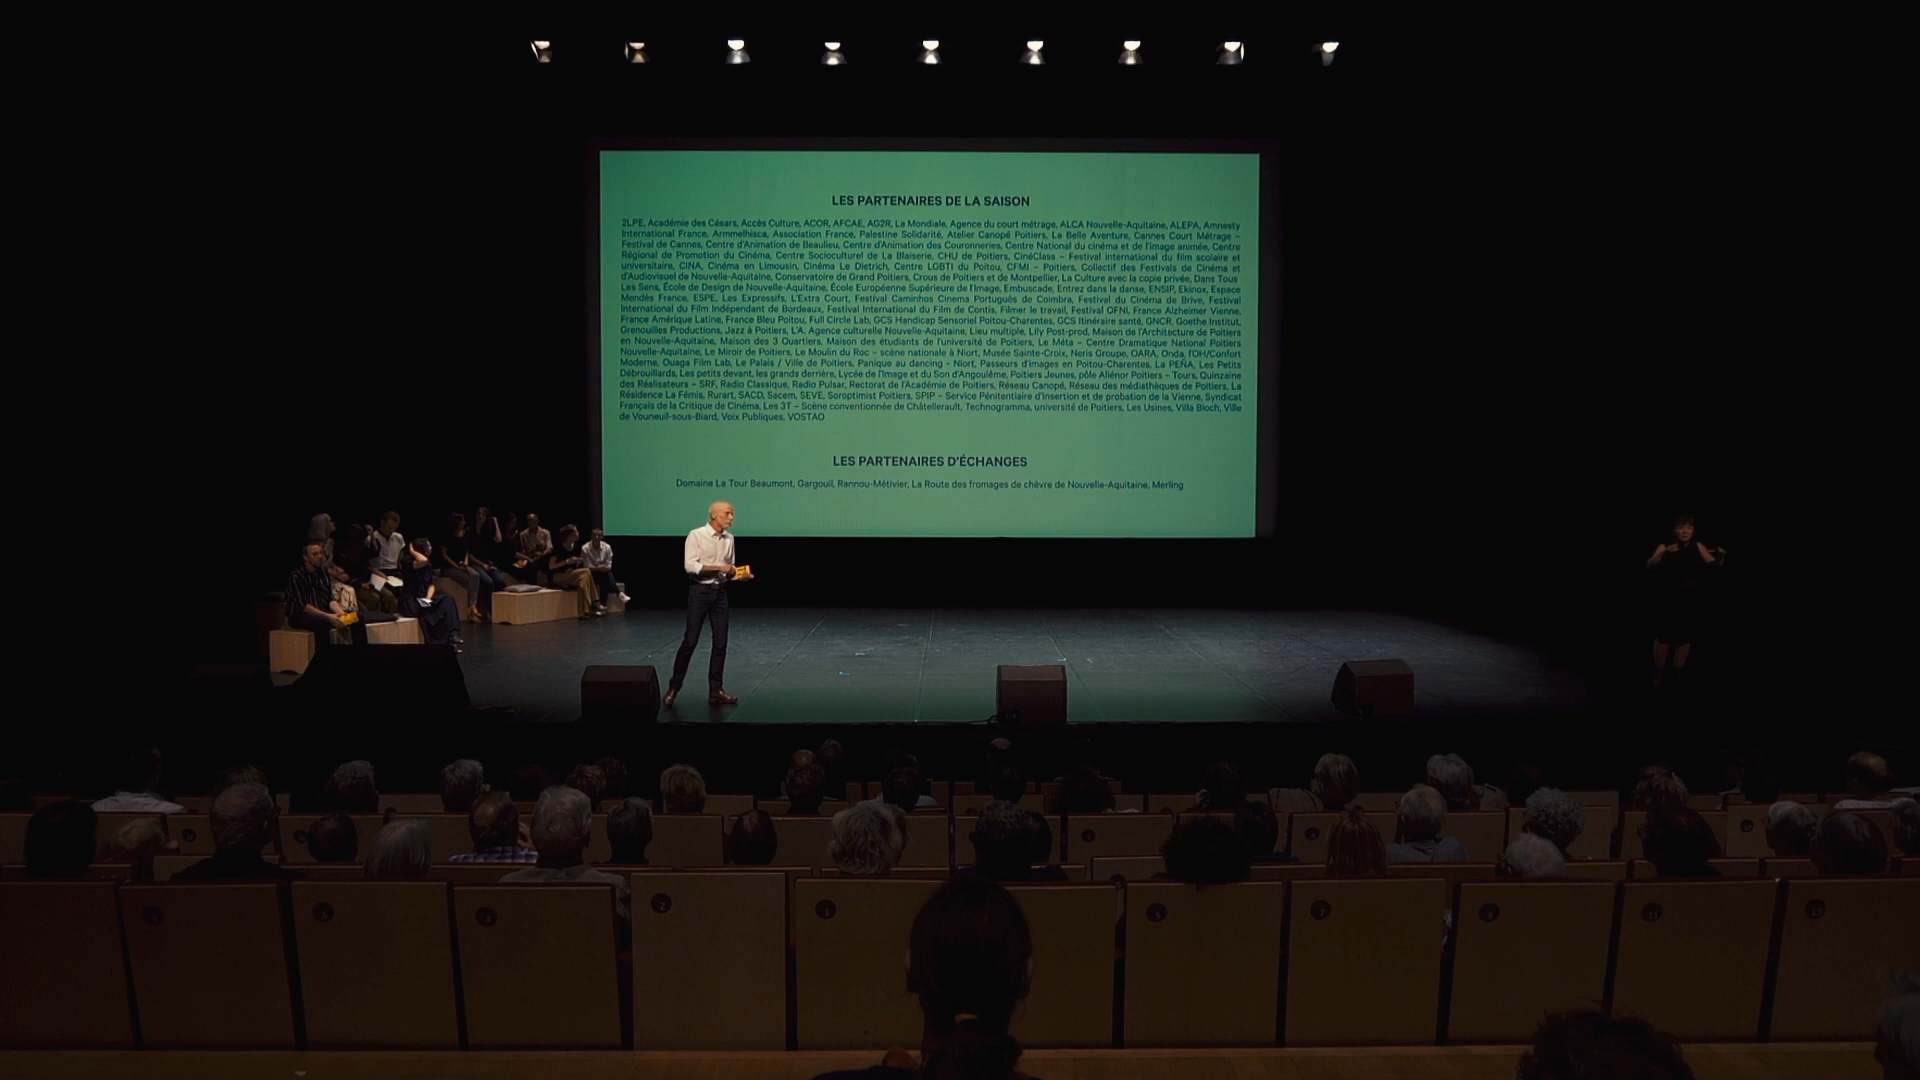 LES PARTENAIRES DE LA SAISON
2LPE, Académie des Césars, Accès Culture, ACOR, AFCAE, AG2R, La Mondiale, Agence du court métrage, ALCA Nouvelle-Aquitaine, ALEPA, Amnesty
International France, Armmelhisca, Association France, Palestine Solidarité, Atelier Canopé Poitiers, La Belle Aventure, Cannes Court Métrage –
Festival de Cannes, Centre d'Animation de Beaulieu, Centre d'Animation des Couronneries, Centre National du cinéma et de l'image animée, Centre
Régional de Promotion du Cinéma, Centre Socioculturel de La Blaiserie, CHU de Poitiers, CinéClass – Festival international du film scolaire et
universitaire, CINA, Cinéma en Limousin, Cinéma Le Dietrich, Centre LGBTI du Poitou, CFMI – Poitiers, Collectif des Festivals de Cinéma et
d'Audiovisuel de Nouvelle-Aquitaine, Conservatoire de Grand Poitiers, Crous de Poitiers et de Montpellier, La Culture avec la copie privée, Dans Tous
Les Sens, École de Design de Nouvelle-Aquitaine, École Européenne Supérieure de l'Image, Embuscade, Entrez dans la danse, ENSIP, Ekinox, Espace
Mendès France, ESPE, Les Expressifs, L'Extra Court, Festival Caminhos Cinema Português de Coimbra, Festival du Cinéma de Brive, Festival
International du Film Indépendant de Bordeaux, Festival International du Film de Contis, Filmer le travail, Festival OFNI, France Alzheimer Vienne,
France Amérique Latine, France Bleu Poitou, Full Circle Lab, GCS Handicap Sensoriel Poitou-Charentes, GCS Itinéraire santé, GNCR, Goethe Institut,
Grenouilles Productions, Jazz à Poitiers, L'A. Agence culturelle Nouvelle-Aquitaine, Lieu multiple, Lily Post-prod, Maison de l'Architecture de Poitiers
en Nouvelle-Aquitaine, Maison des 3 Quartiers, Maison des étudiants de l'université de Poitiers, Le Méta – Centre Dramatique National Poitiers
Nouvelle-Aquitaine, Le Miroir de Poitiers, Le Moulin du Roc – scène nationale à Niort, Musée Sainte-Croix, Neris Groupe, OARA, Onda, l'OH/Confort
Moderne, Ouaga Film Lab, Le Palais / Ville de Poitiers, Panique au dancing - Niort, Passeurs d'images en Poitou-Charentes, La PEÑA, Les Petits
Débrouillards, Les petits devant, les grands derrière, Lycée de l'Image et du Son d'Angoulême, Poitiers Jeunes, pôle Aliénor Poitiers – Tours, Quinzaine
des Réalisateurs – SRF, Radio Classique, Radio Pulsar, Rectorat de l'Académie de Poitiers, Réseau Canopé, Réseau des médiathèques de Poitiers, La
Résidence La Fémis, Rurart, SACD, Sacem, SEVE, Soroptimist Poitiers, SPIP – Service Pénitentiaire d'insertion et de probation de la Vienne, Syndicat
Français de la Critique de Cinéma, Les 3T – Scène conventionnée de Châtellerault, Technogramma, université de Poitiers, Les Usines, Villa Bloch, Ville
de Vouneuil-sous-Biard, Voix Publiques, VOSTAO
LES PARTENAIRES D'ÉCHANGES
Domaine La Tour Beaumont, Gargouil, Rannou-Métivier, La Route des fromages de chèvre de Nouvelle-Aquitaine, Merling
2
1
5
7
9
11
13